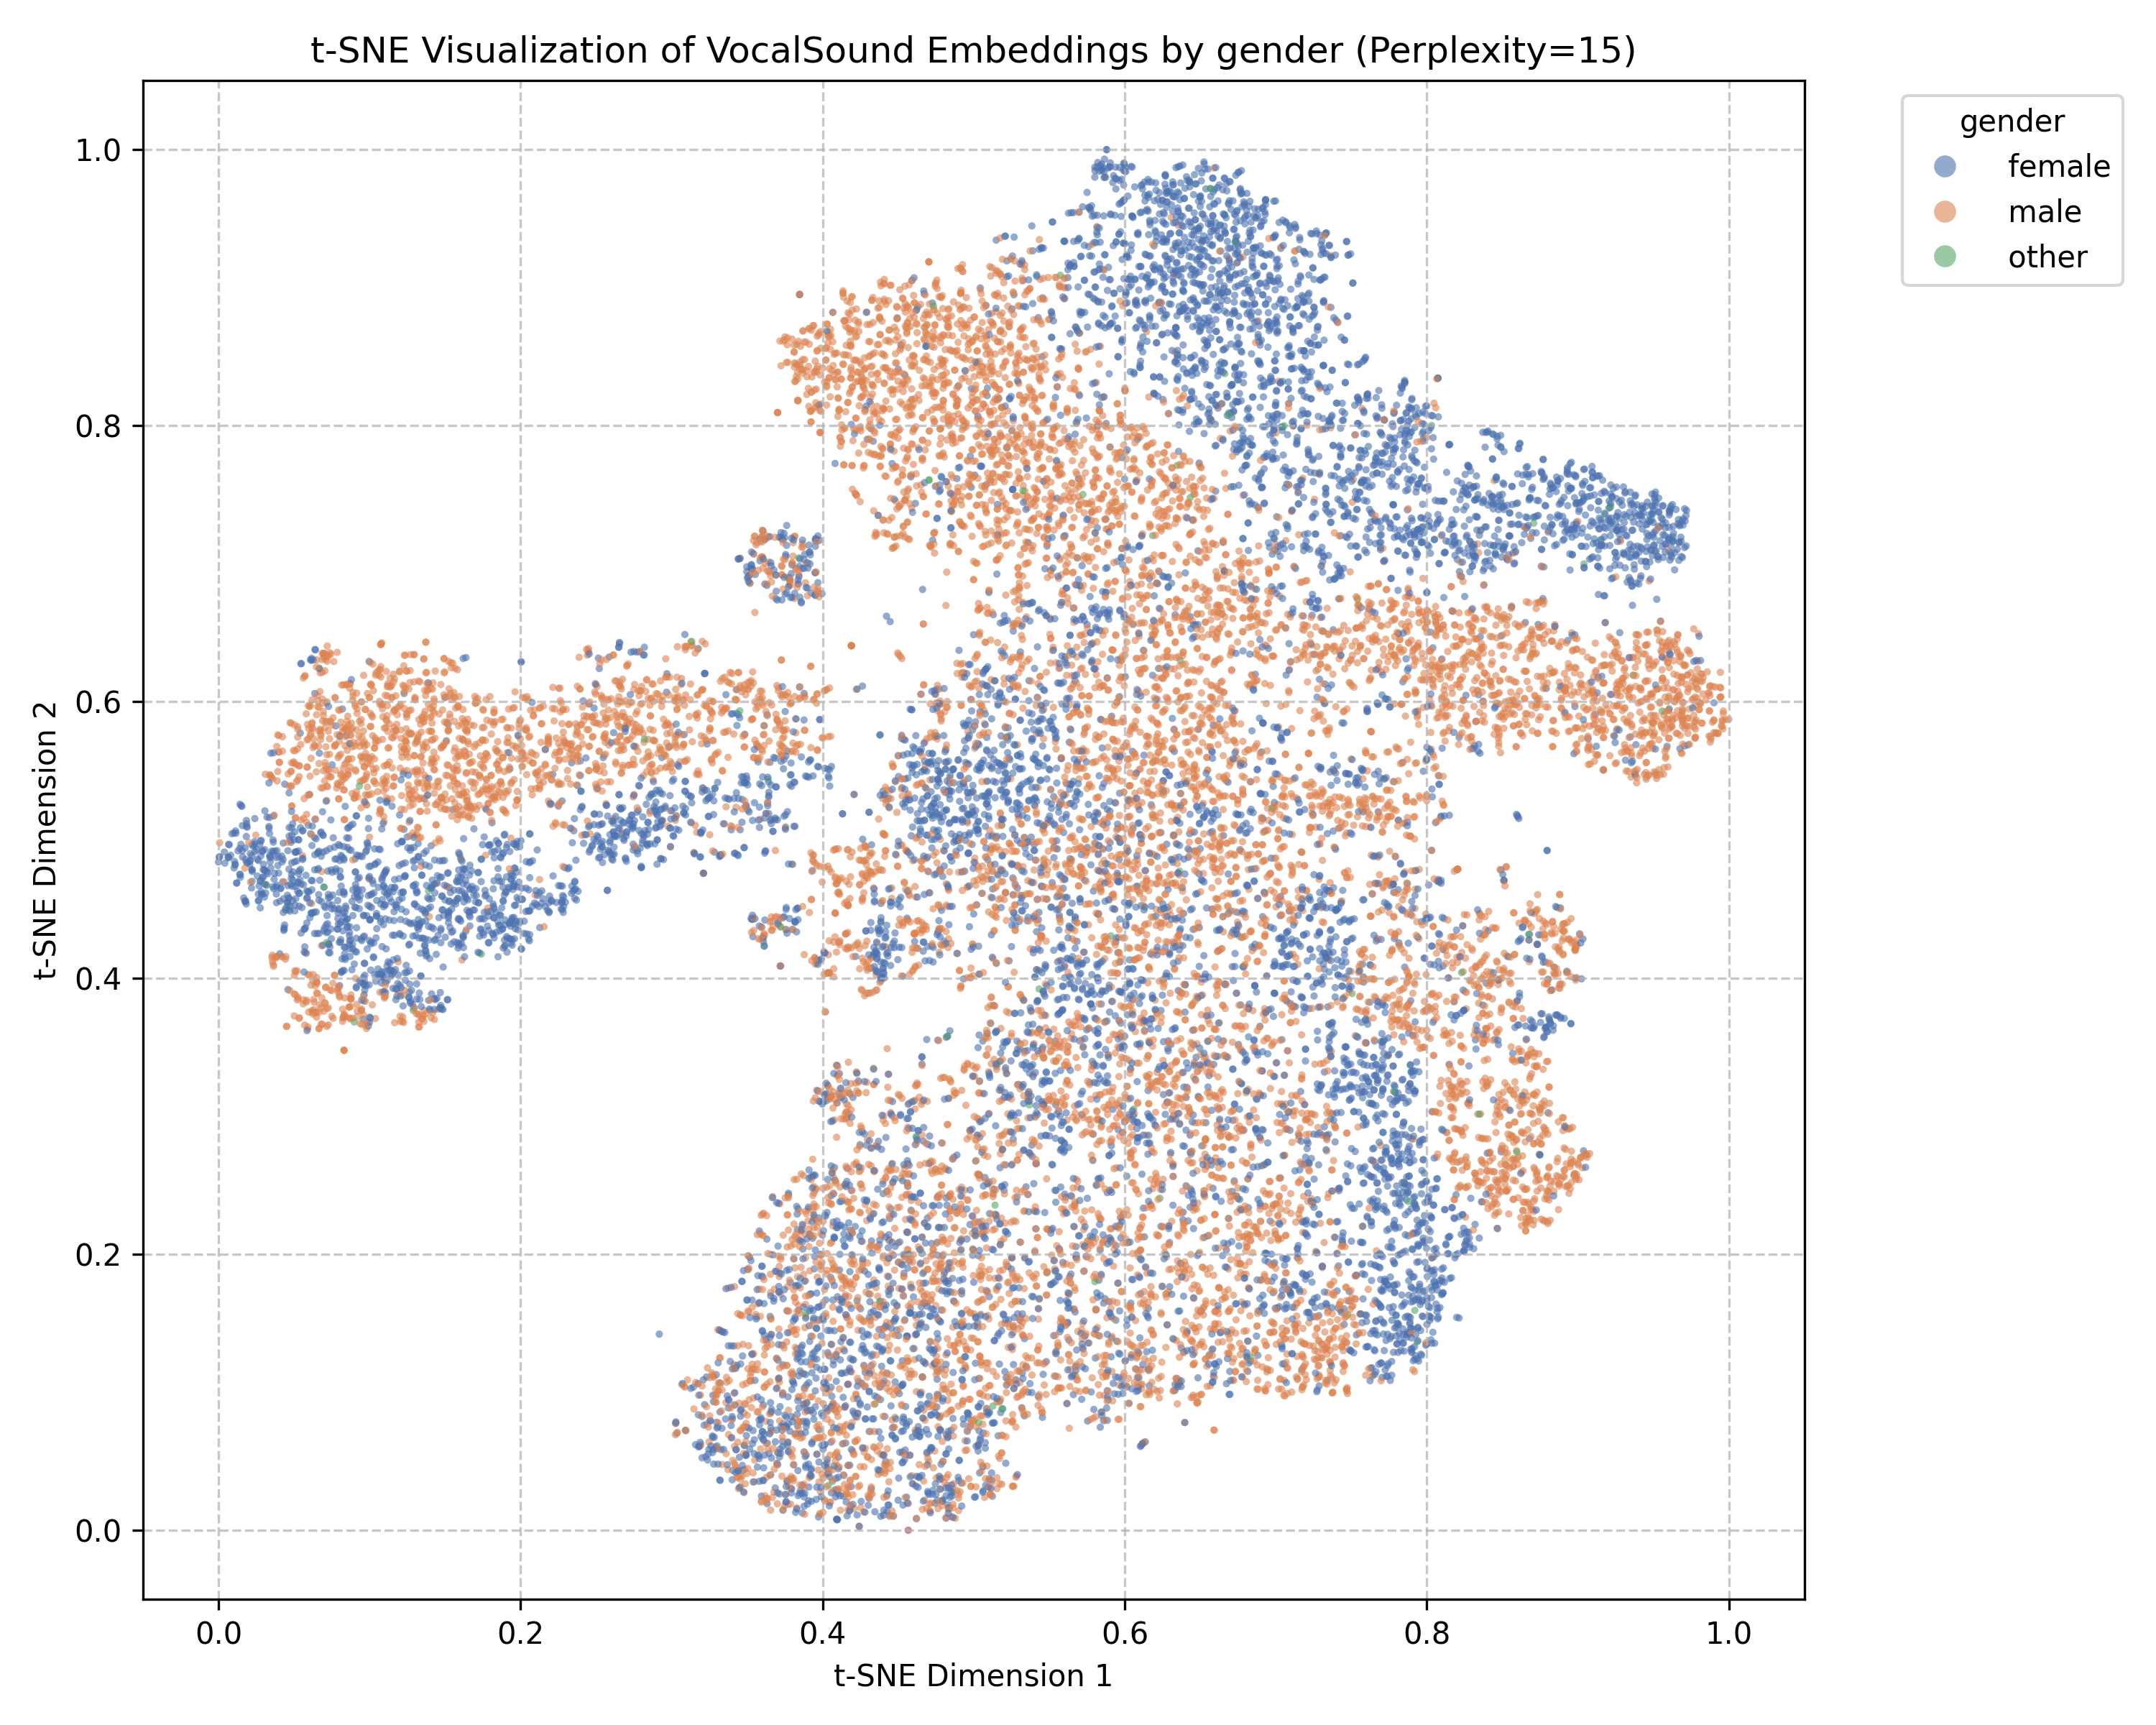 t-SNE Visualization of VocalSound Embeddings by gender (Perplexity=15)
gender
female
male
other
t-SNE Dimension 2
1.0
0.8
0.6
0.4
0.2
0.0
0.0
0.2
0.4
0.6
0.8
1.0
t-SNE Dimension 1